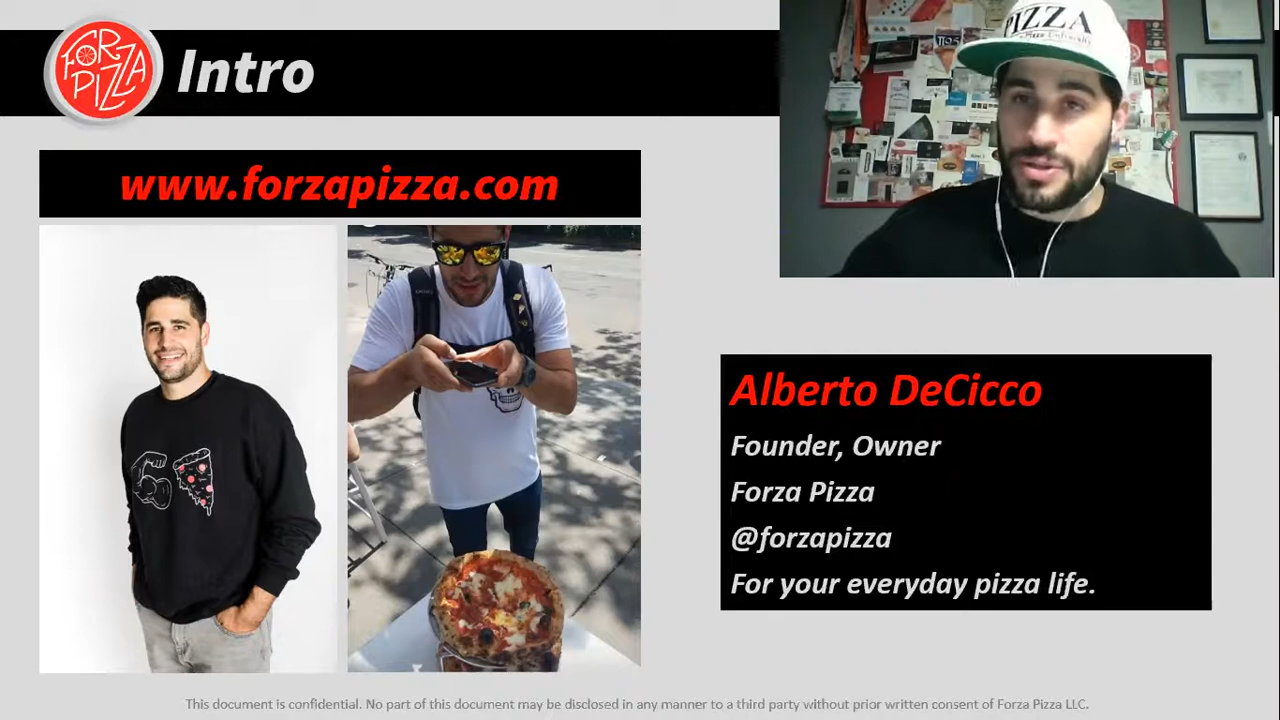 FORZA
PIZZA
Intro
PIZZA
Pizza University
www.forzapizza.com
Alberto DeCicco
Founder, Owner
Forza Pizza
@forzapizza
For your everyday pizza life.
This document is confidential. No part of this document may be disclosed in any manner to a third party without prior written consent of Forza Pizza LLC.